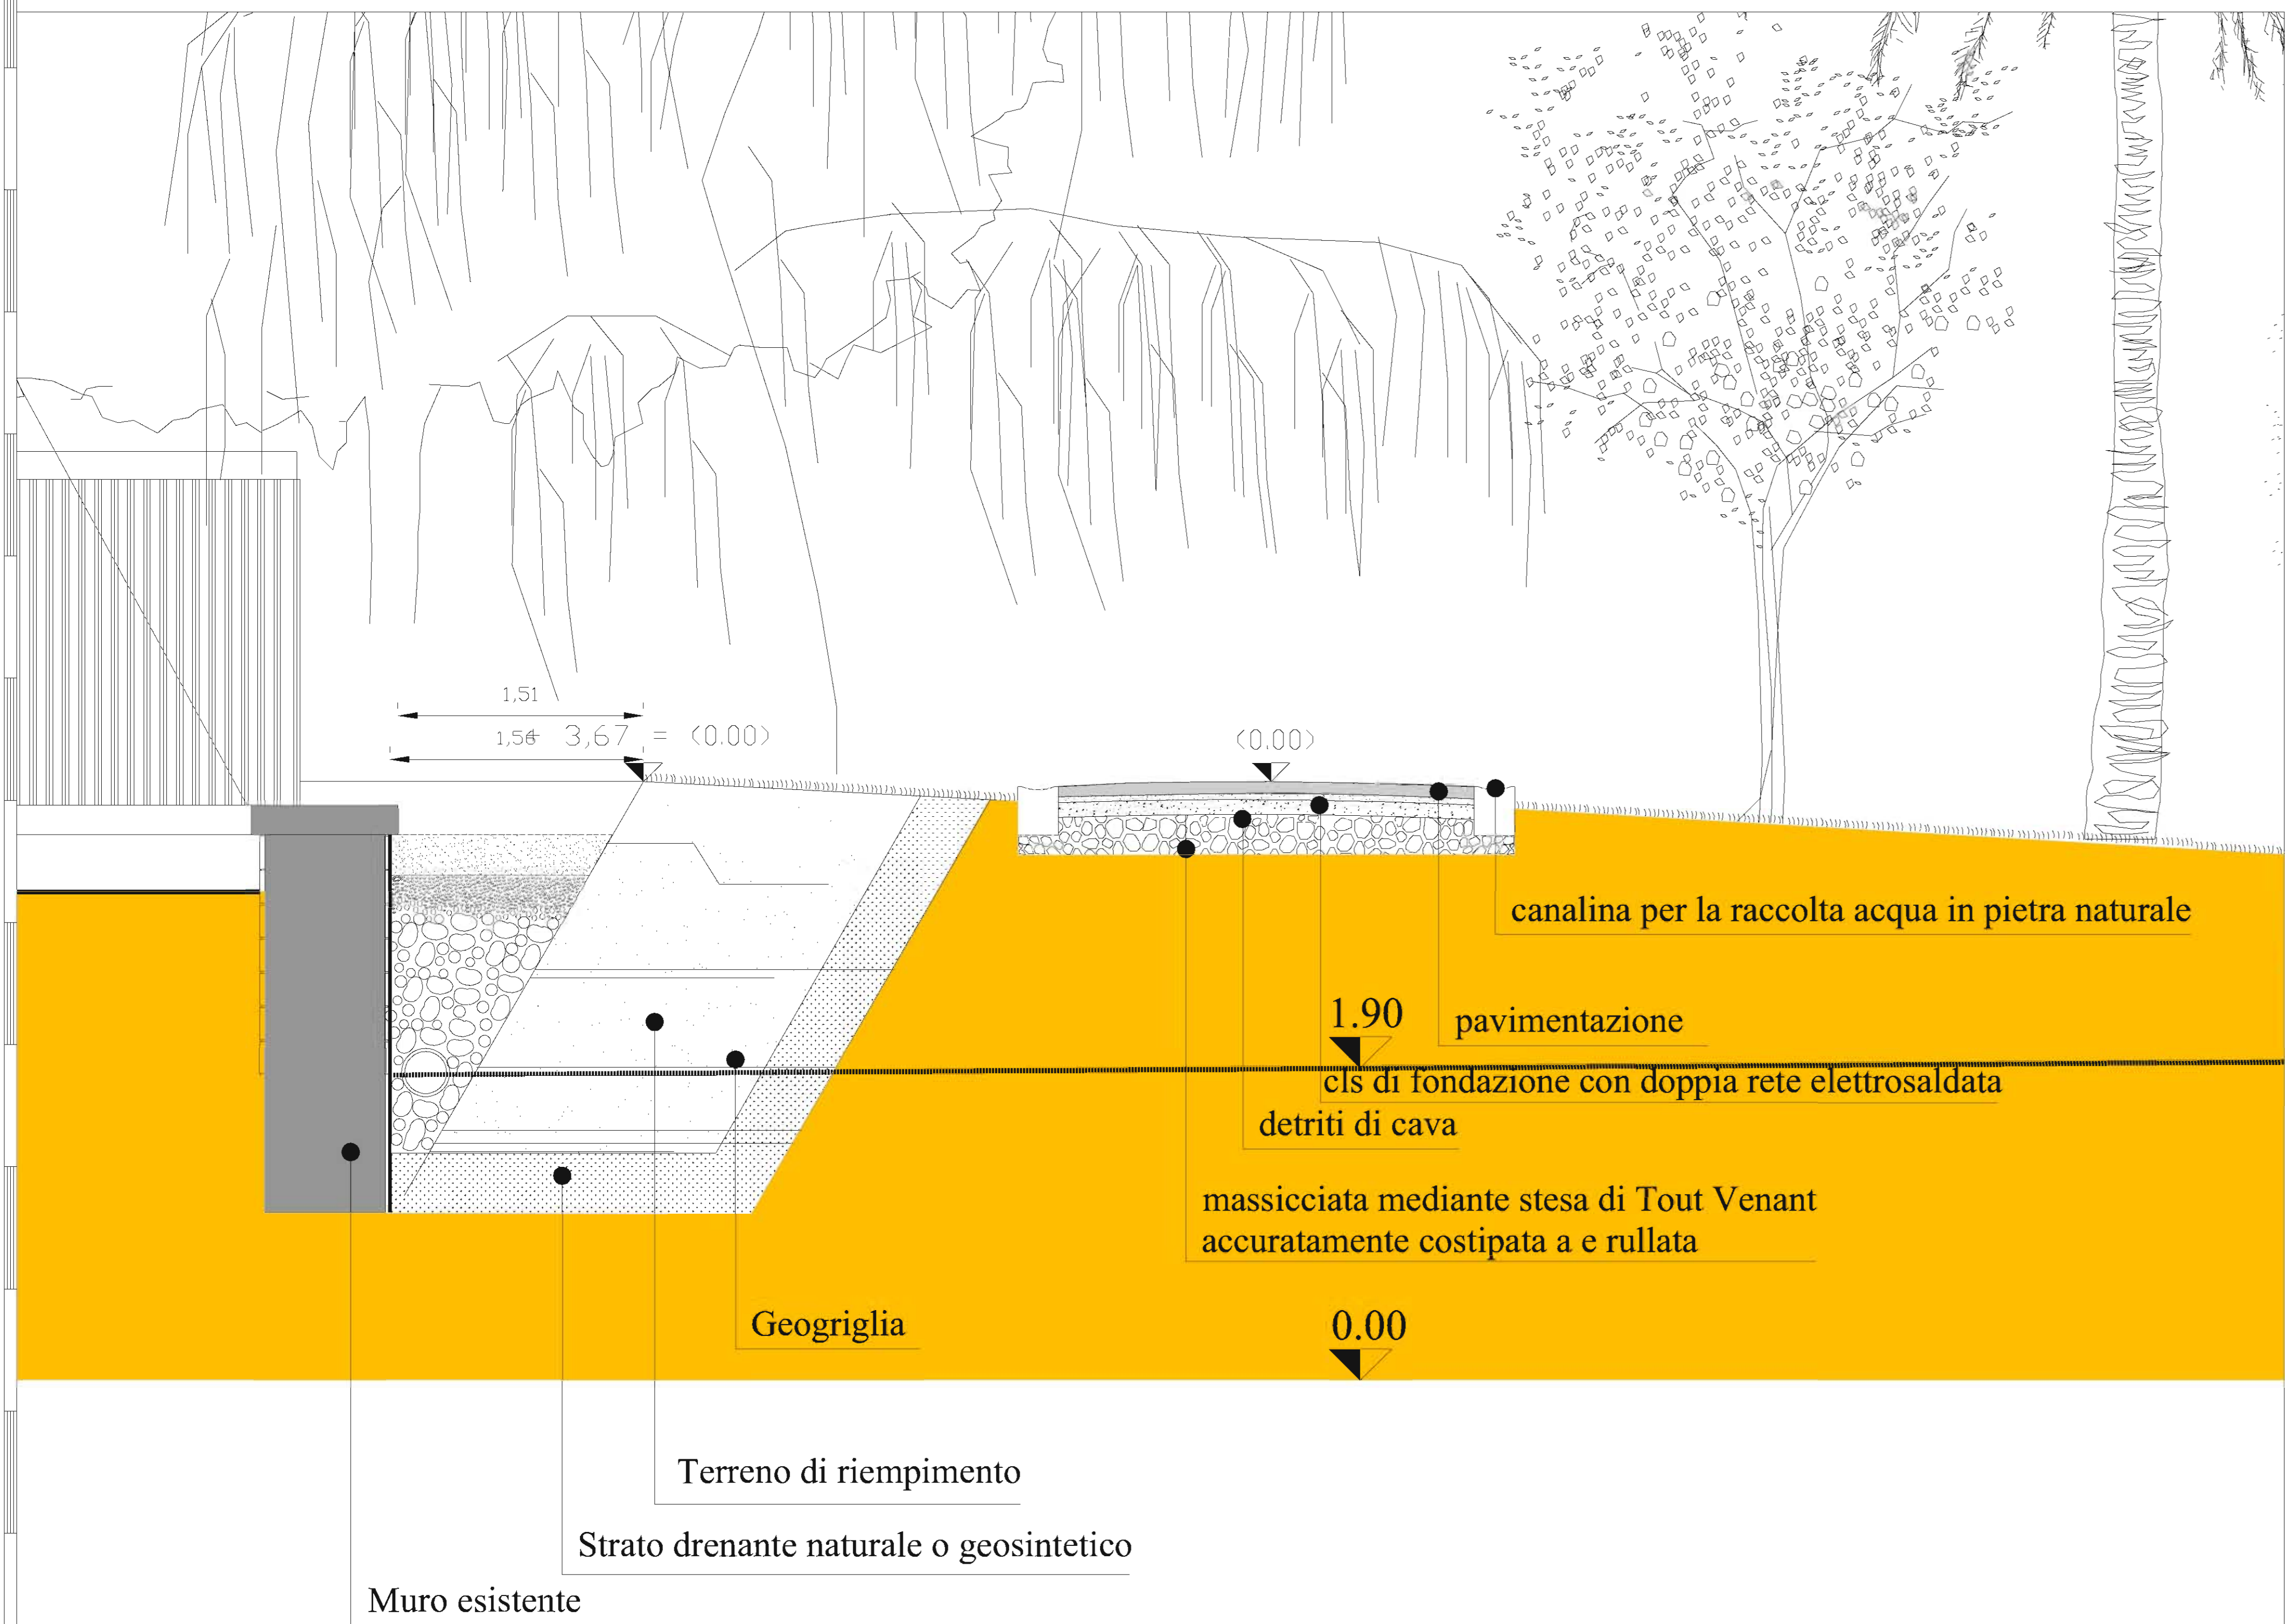 1,51
1,56 + 3,67 = (0.00)
(0.00)
canalina per la raccolta acqua in pietra naturale
1.90
pavimentazione
cls di fondazione con doppia rete elettrosaldata
detriti di cava
massicciata mediante stesa di Tout Venant
accuratamente costipata a e rullata
Geogriglia
0.00
Terreno di riempimento
Strato drenante naturale o geosintetico
Muro esistente